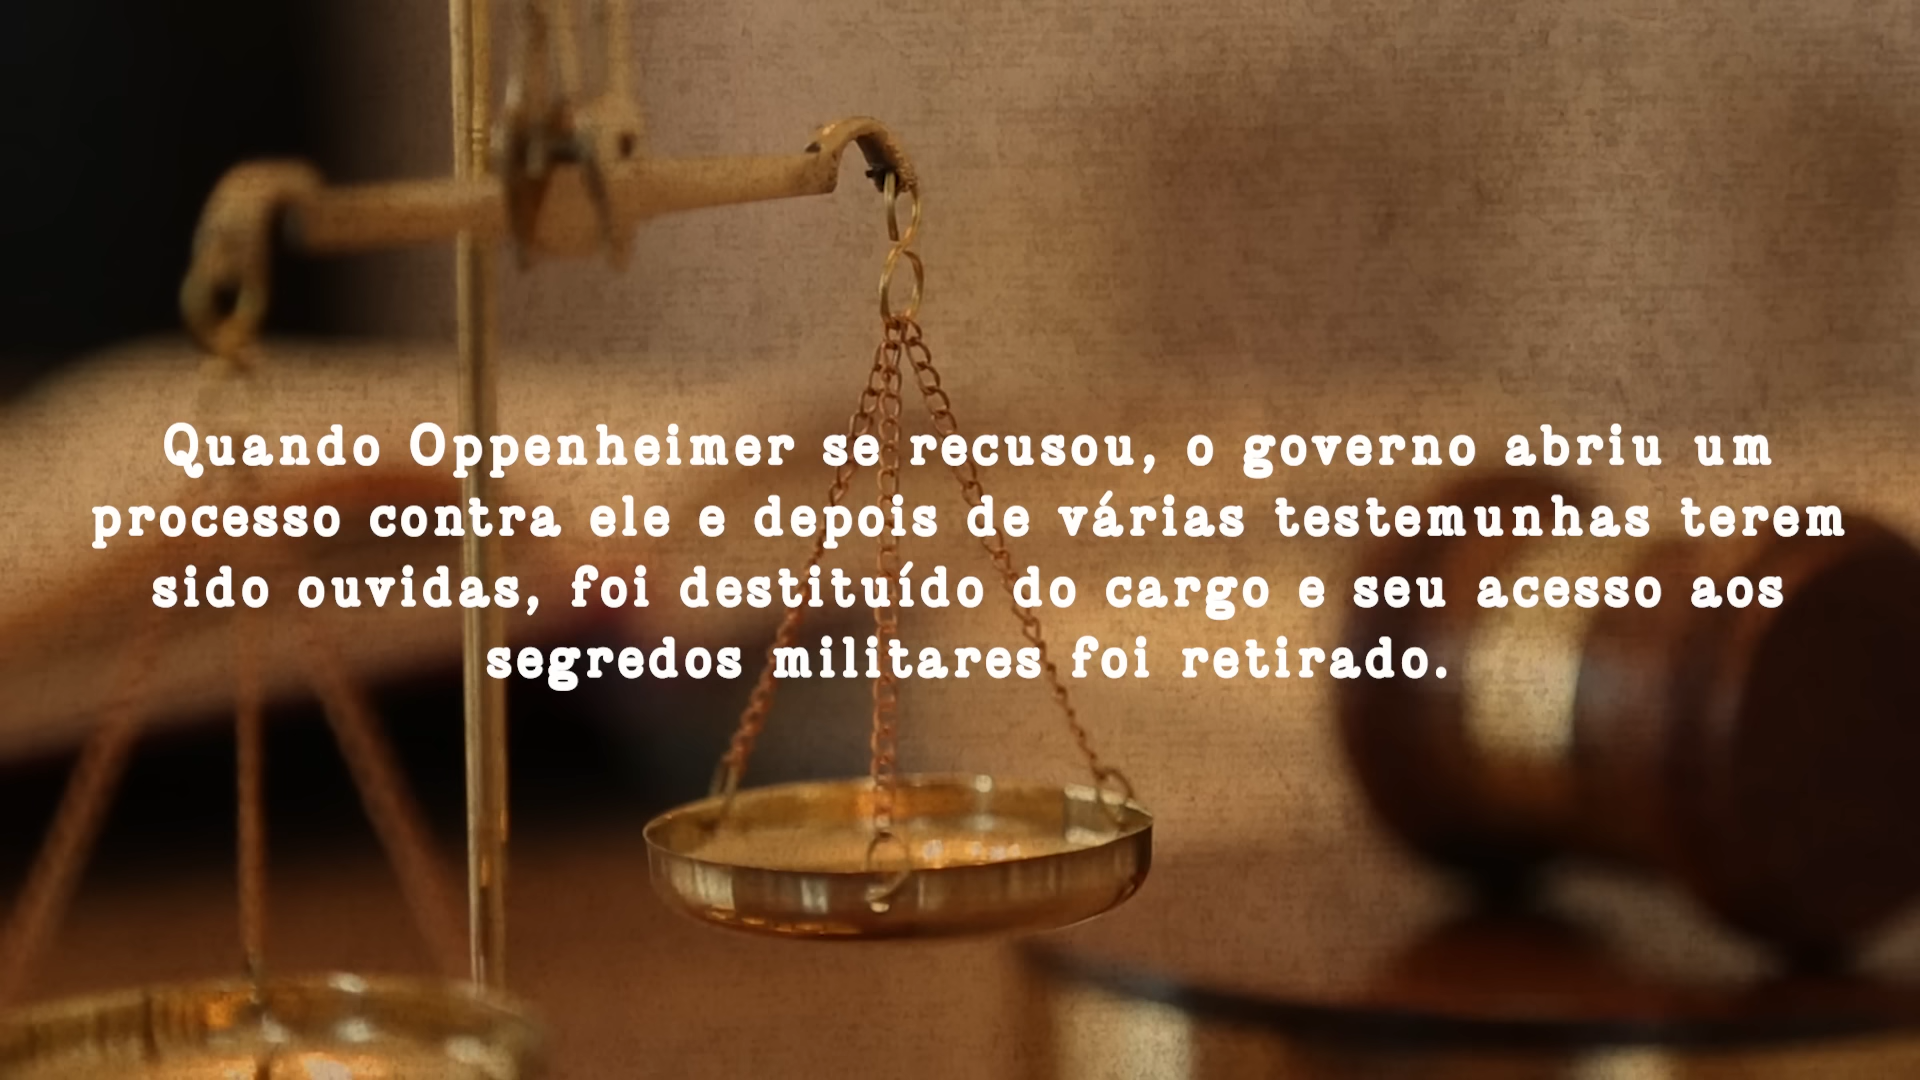 Quando Oppenheimer se recusou, o governo abriu um
processo contra ele e depois de várias testemunhas terem
sido ouvidas, foi destituído do cargo e seu acesso aos
segredos militares foi retirado.